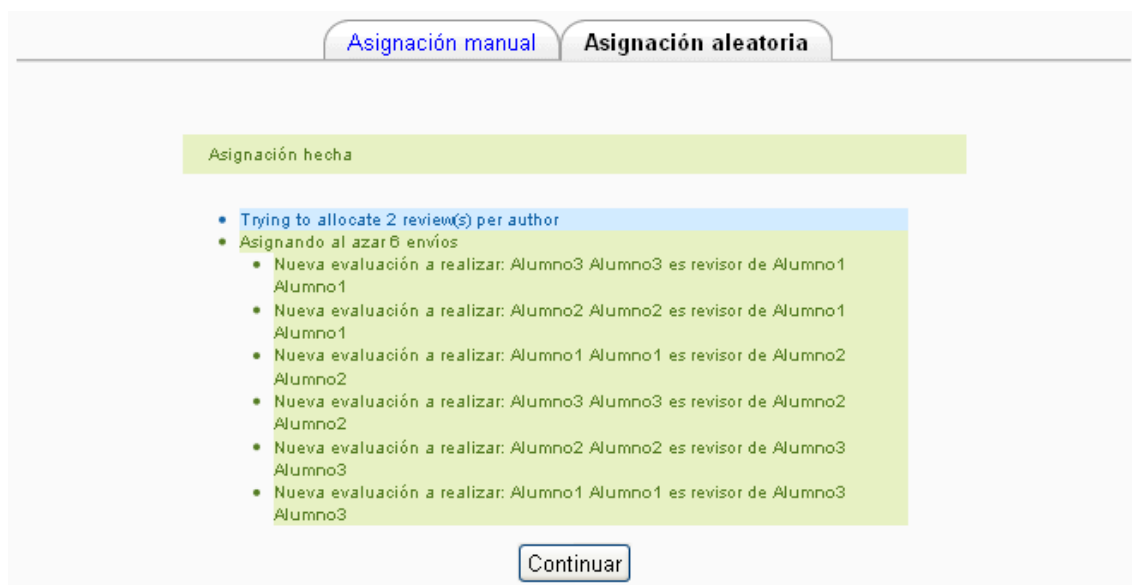 Asignación manual Asignación aleatoria
Asignación hecha
Trying to allocate 2 review(s) per author
Asignando al azar 6 envíos
Nueva evaluación a realizar: Alumno3 Alumno3 es revisor de Alumno1
Alumno1
Nueva evaluación a realizar: Alumno2 Alumno2 es revisor de Alumno1
Alumno1
Nueva evaluación a realizar: Alumno1 Alumno1 es revisor de Alumno2
Alumno2
Nueva evaluación a realizar: Alumno3 Alumno3 es revisor de Alumno2
Alumno2
Nueva evaluación a realizar: Alumno2 Alumno2 es revisor de Alumno3
Alumno3
Nueva evaluación a realizar: Alumno1 Alumno1 es revisor de Alumno3
Alumno3
Continuar